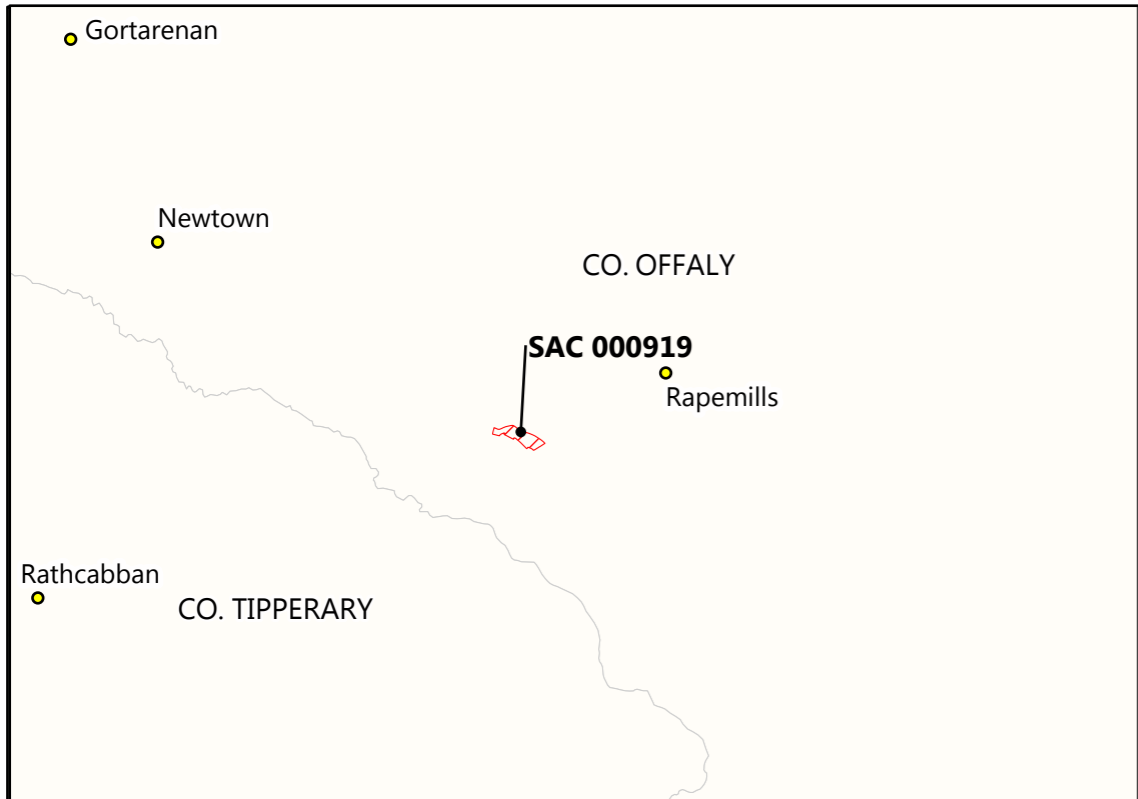 Gortarenan
Newtown
CO. OFFALY
SAC 000919
Rapemills
Rathcabban
CO. TIPPERARY